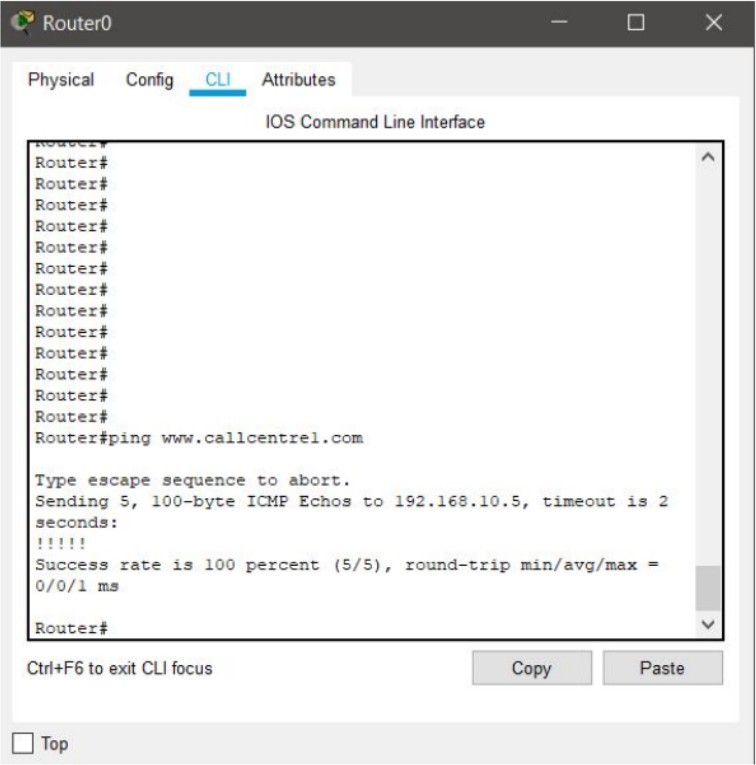 Router0
Physical Config CLI Attributes
IOS Command Line Interface
Router#
Router#
Router#
Router#
Router#
Router#
Router#
Router#
Router#
Router#
Router#
Router#
Router#
Router#
Router#ping www.callcentre1.com
Type escape sequence to abort.
Sending 5, 100-byte ICMP Echos to 192.168.10.5, timeout is 2
seconds:
!!!!!
Success rate is 100 percent (5/5), round-trip min/avg/max =
0/0/1 ms
Router#
Ctrl+F6 to exit CLI focus
Copy Paste
Top